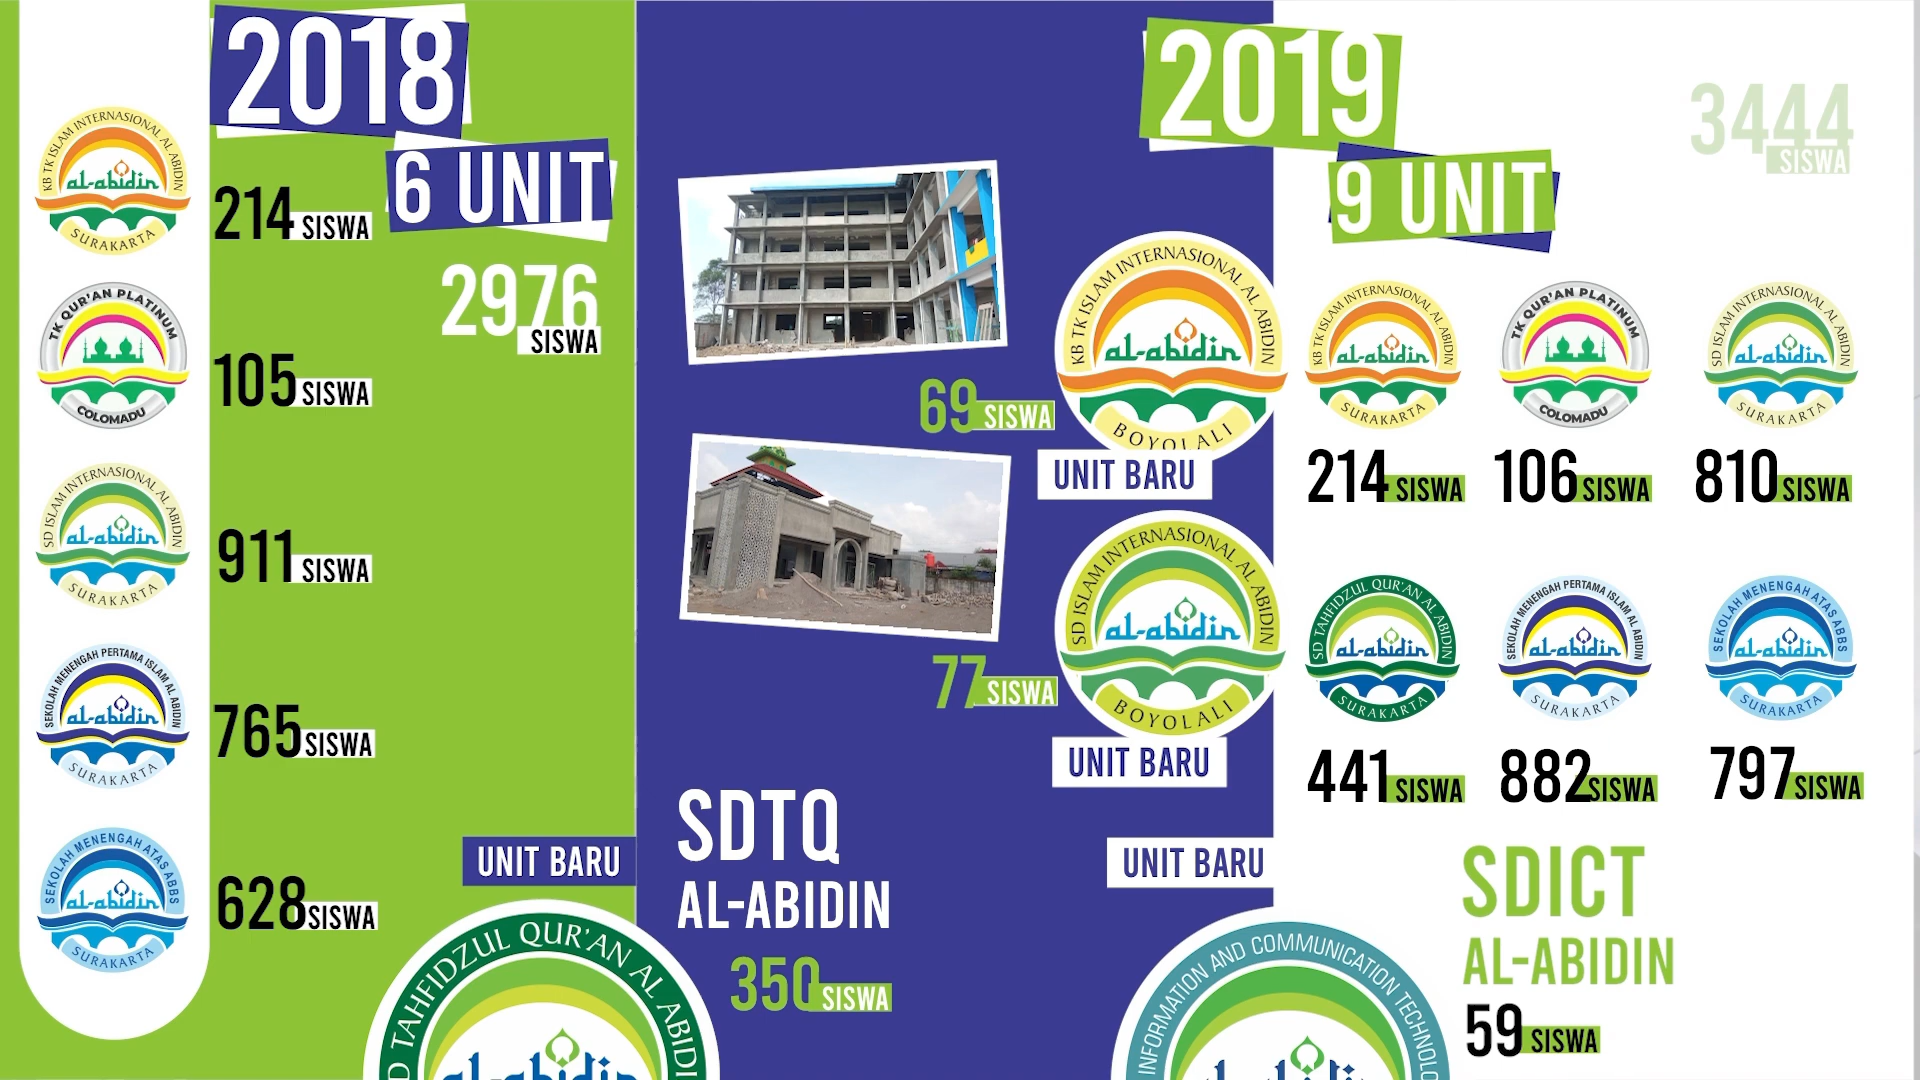 2018
6 UNIT
2976
SISWA
KB TK ISLAM INTERNASIONAL AL ABIDIN
al-abidin
SURAKARTA
214 SISWA
TK QUR'AN PLATINUM
COLOMADU
105 SISWA
SD ISLAM INTERNASIONAL AL ABIDIN
al-abidin
SURAKARTA
911 SISWA
SEKOLAH MENENGAH PERTAMA ISLAM AL ABIDIN
al-abidin
SURAKARTA
765 SISWA
SEKOLAH MENENGAH ATAS ABBS
al-abidin
SURAKARTA
628 SISWA
UNIT BARU
D TAHFIDZUL QUR'AN AL ABIDI
al-abidin
SDTQ
AL-ABIDIN
350 SISWA
2019
9 UNIT
3444
SISWA
KB TK ISLAM INTERNASIONAL AL ABIDIN
al-abidin
BOYOLALI
69 SISWA
UNIT BARU
SD ISLAM INTERNASIONAL AL ABIDIN
al-abidin
BOYOLALI
77 SISWA
UNIT BARU
KB TK ISLAM INTERNASIONAL AL ABIDIN
al-abidin
SURAKARTA
214 SISWA
TK QUR'AN PLATINUM
COLOMADU
106 SISWA
SD ISLAM INTERNASIONAL AL ABIDIN
al-abidin
SURAKARTA
810 SISWA
SD TAHFIDZUL QUR'AN AL ABIDIN
al-abidin
SURAKARTA
441 SISWA
SEKOLAH MENENGAH PERTAMA ISLAM AL ABIDIN
al-abidin
SURAKARTA
882 SISWA
SEKOLAH MENENGAH ATAS ABBS
al-abidin
SURAKARTA
797 SISWA
UNIT BARU
INFORMATION AND COMMUNICATION TECHNOLO
SDICT
AL-ABIDIN
59 SISWA